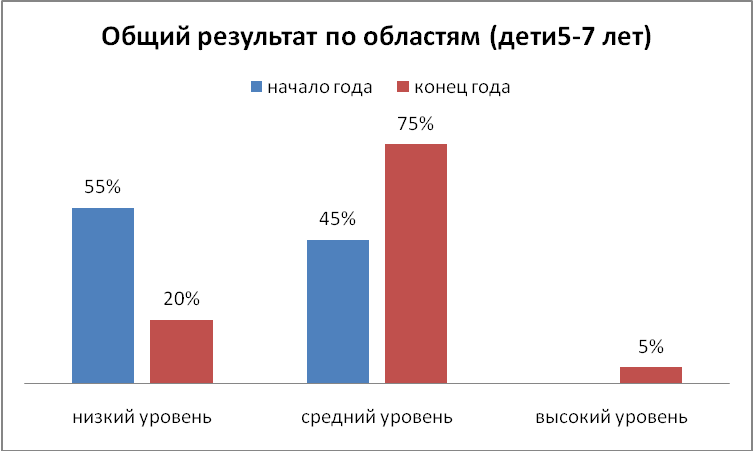 Общий результат по областям (дети5-7 лет)
начало года конец года
75%
55%
45%
20%
5%
низкий уровень средний уровень высокий уровень